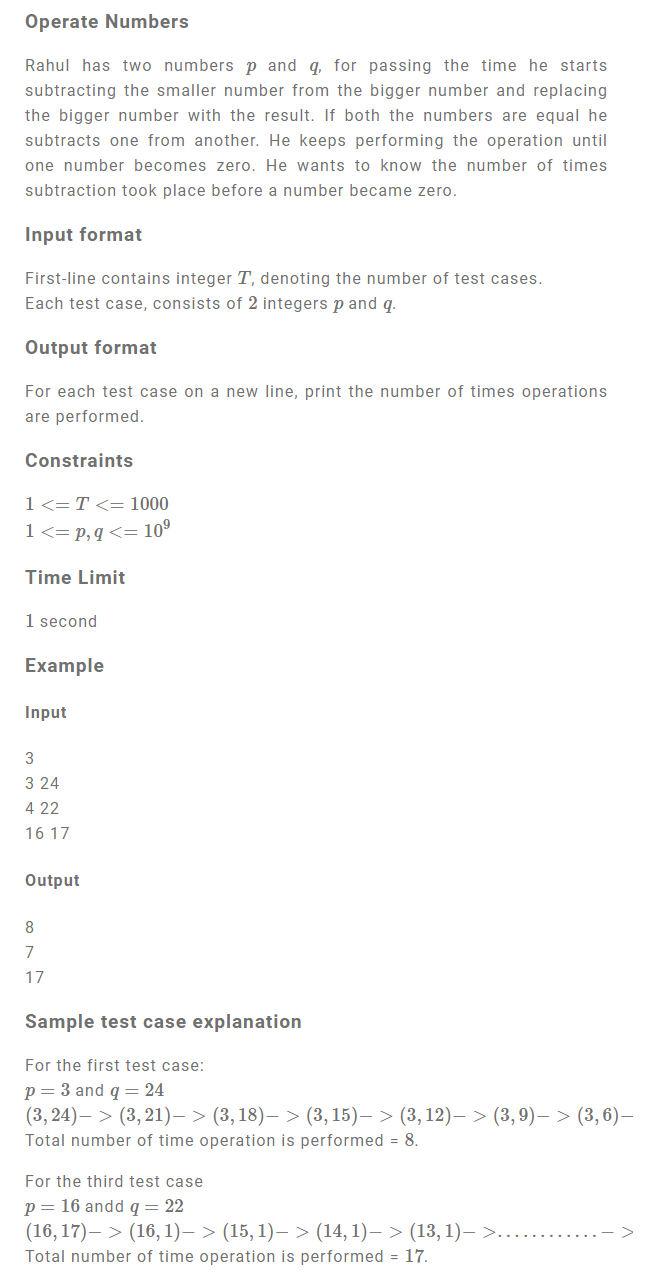 Operate Numbers
Rahul has two numbers p and q, for passing the time he starts
subtracting the smaller number from the bigger number and replacing
the bigger number with the result. If both the numbers are equal he
subtracts one from another. He keeps performing the operation until
one number becomes zero. He wants to know the number of times
subtraction took place before a number became zero.
Input format
First-line contains integer T, denoting the number of test cases.
Each test case, consists of 2 integers p and q.
Output format
For each test case on a new line, print the number of times operations
are performed.
Constraints
1 <= T <= 1000
1 <= p, q <= 10⁹
Time Limit
1 second
Example
Input
3
3 24
4 22
16 17
Output
8
7
17
Sample test case explanation
For the first test case:
p = 3 and q = 24
(3, 24)− > (3, 21)− > (3, 18)− > (3, 15)− > (3, 12)− > (3, 9)− > (3, 6)−
Total number of time operation is performed = 8.
For the third test case
p = 16 andd q = 22
(16, 17)− > (16, 1)− > (15, 1)− > (14, 1)− > (13, 1)− >............− >
Total number of time operation is performed = 17.